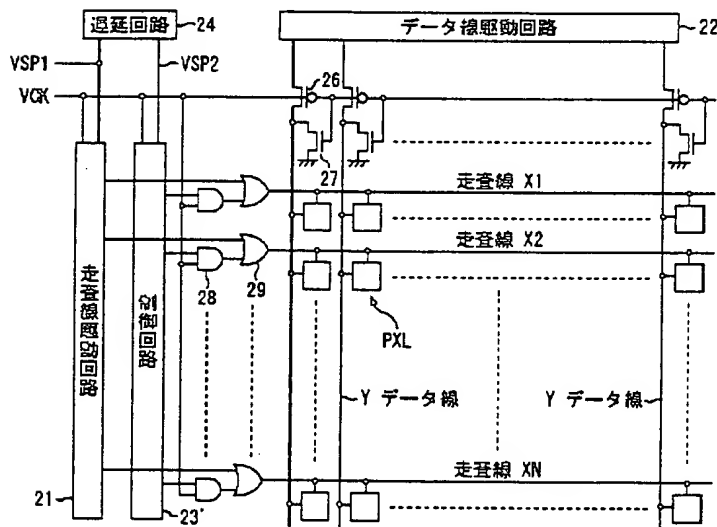 遅延回路 24
データ線駆動回路 22
VSP1
VSP2
VCK
26
27
走査線 X1
走査線 X2
28
29
走査線駆動回路
制御回路
PXL
Y データ線
Y データ線
走査線 XN
21
23'